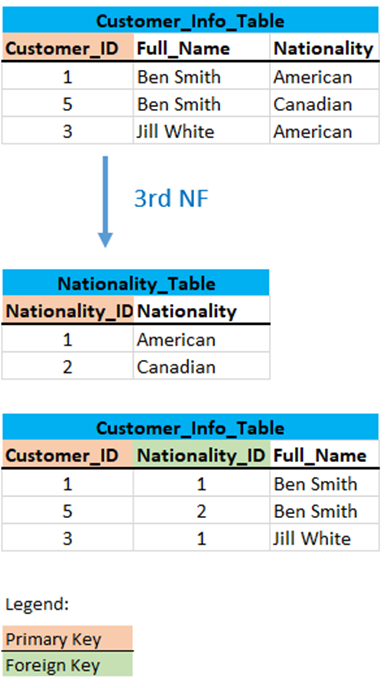 Customer_Info_Table
Customer_ID Full_Name Nationality
1 Ben Smith American
5 Ben Smith Canadian
3 Jill White American
3rd NF
Nationality_Table
Nationality_ID Nationality
1 American
2 Canadian
Customer_Info_Table
Customer_ID Nationality_ID Full_Name
1 1 Ben Smith
5 2 Ben Smith
3 1 Jill White
Legend:
Primary Key
Foreign Key